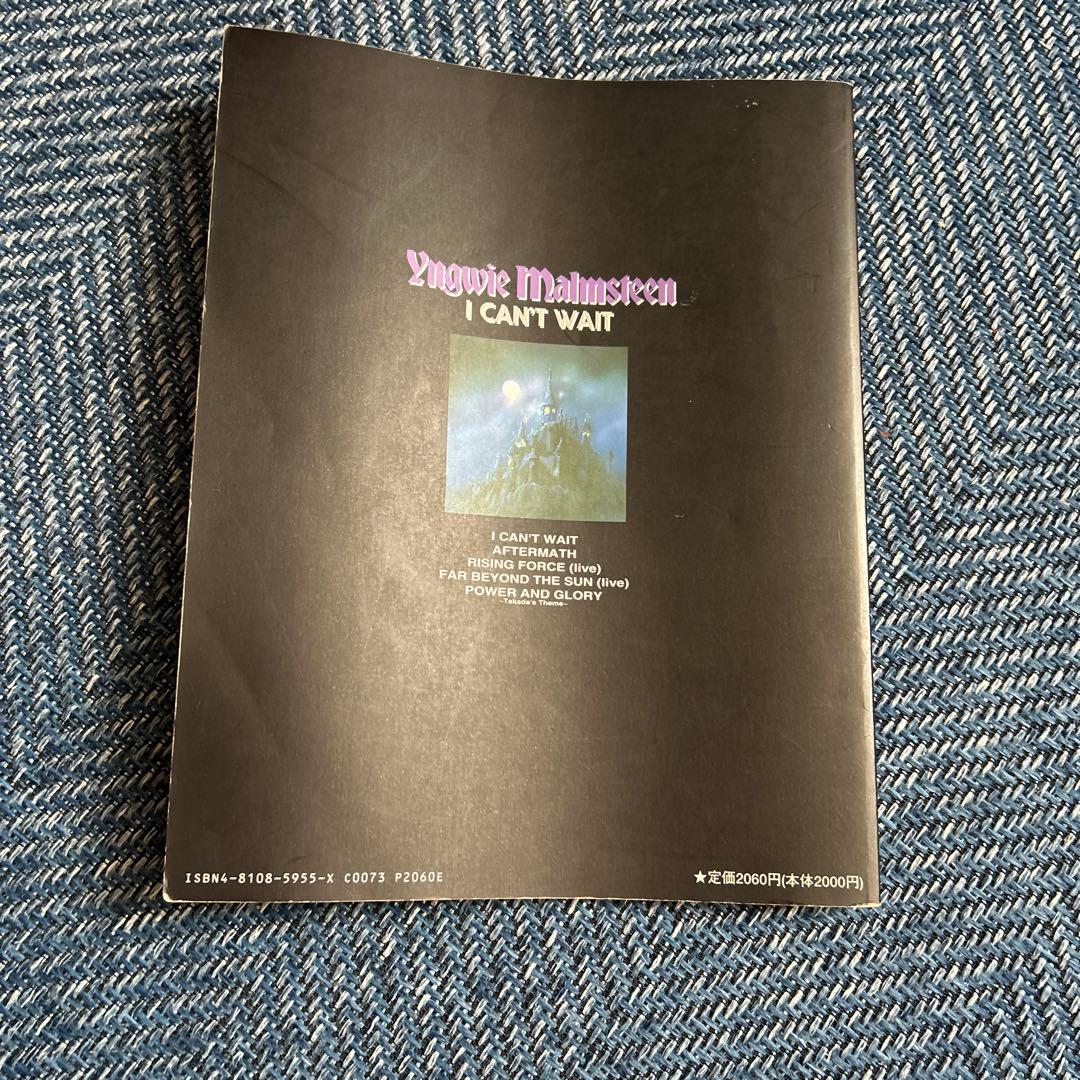 Yngwie Malmsteen
I CAN'T WAIT
I CAN'T WAIT
AFTERMATH
RISING FORCE (live)
FAR BEYOND THE SUN (live)
POWER AND GLORY
~Takada's Theme~
ISBN4-8108-5955-X C0073 P2060E
★定価2060円(本体2000円)